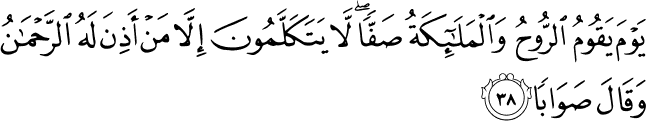 يَوْمَ يَقُومُ ٱلرُّوحُ وَٱلْمَلَـٰٓئِكَةُ صَفًّا ۖ لَّا يَتَكَلَّمُونَ إِلَّا مَنْ أَذِنَ لَهُ ٱلرَّحْمَـٰنُ
وَقَالَ صَوَابًا ٣٨